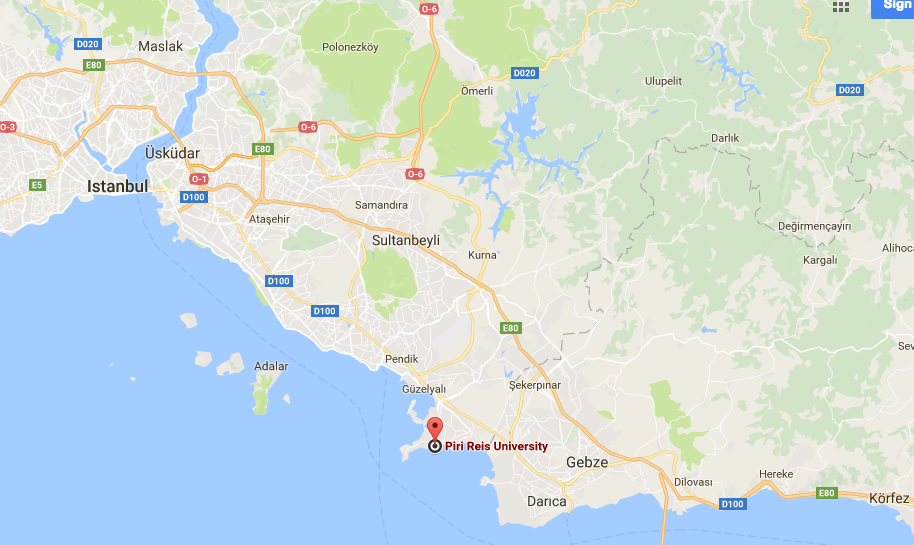 O-6
Sign
Maslak
D020
Polonezköy
E80
D020
Ömerli
Ulupelit
D020
O-3
O-6
Darlık
E80
Üsküdar
O-6
O-1
E5
Istanbul
D100
Samandıra
Ataşehir
Değirmençayırı
Sultanbeyli
Alihoca
Kurna
Kargalı
D100
D100
E80
Sev
Pendik
Adalar
Şekerpınar
Güzelyalı
Piri Reis University
Gebze
Hereke
Dilovası
E80
Darıca
D100
Körfez